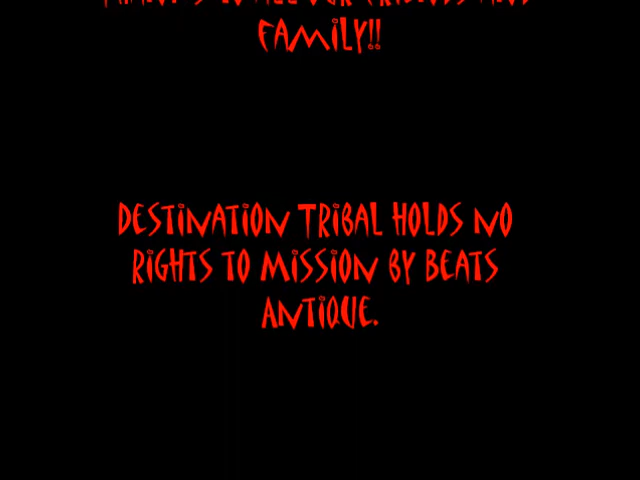 FAMILY!!
DESTINATION TRIBAL HOLDS NO
RIGHTS TO MISSION BY BEATS
ANTIQUE.